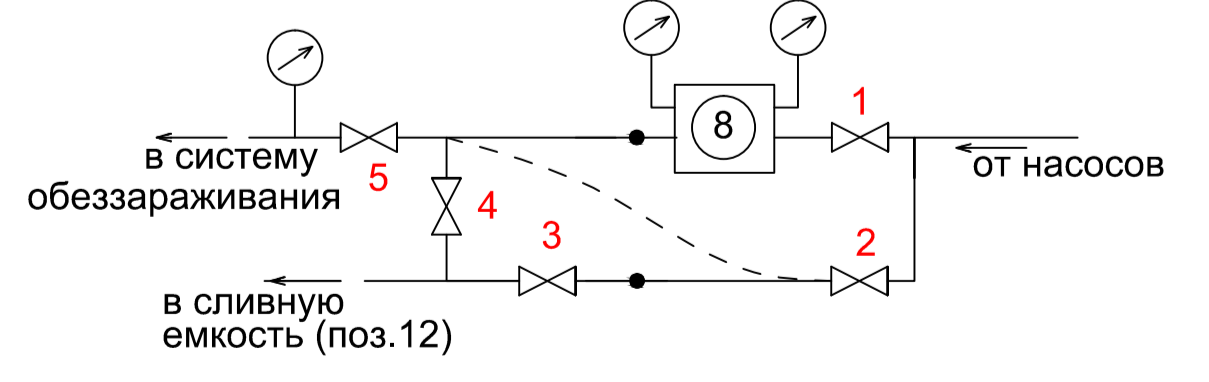 8
1
от насосов
в систему
обеззараживания
5
4
3
2
в сливную
емкость (поз.12)